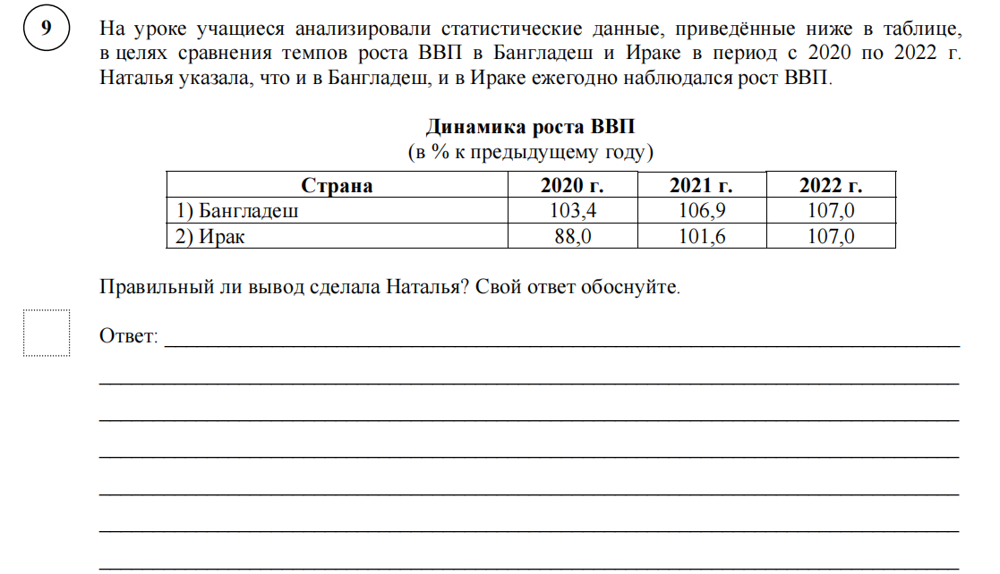 9
На уроке учащиеся анализировали статистические данные, приведённые ниже в таблице,
в целях сравнения темпов роста ВВП в Бангладеш и Ираке в период с 2020 по 2022 г.
Наталья указала, что и в Бангладеш, и в Ираке ежегодно наблюдался рост ВВП.
Динамика роста ВВП
(в % к предыдущему году)
Страна 2020 г. 2021 г. 2022 г.
1) Бангладеш 103,4 106,9 107,0
2) Ирак 88,0 101,6 107,0
Правильный ли вывод сделала Наталья? Свой ответ обоснуйте.
Ответ: